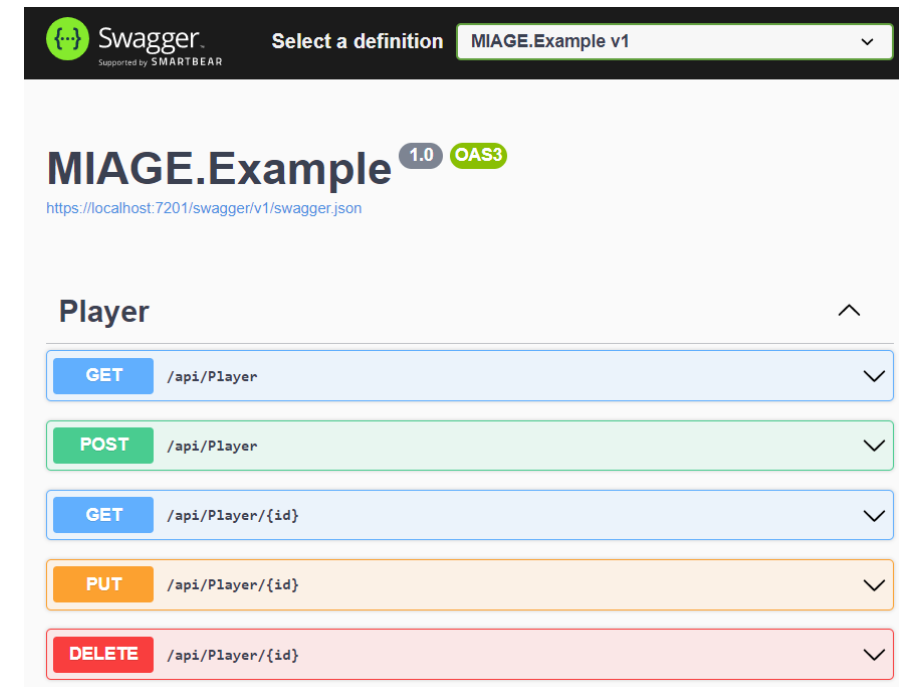 {···} Swagger. Select a definition MIAGE.Example v1
Supported by SMARTBEAR
MIAGE.Example 1.0 OAS3
https://localhost:7201/swagger/v1/swagger.json
Player
GET /api/Player
POST /api/Player
GET /api/Player/{id}
PUT /api/Player/{id}
DELETE /api/Player/{id}